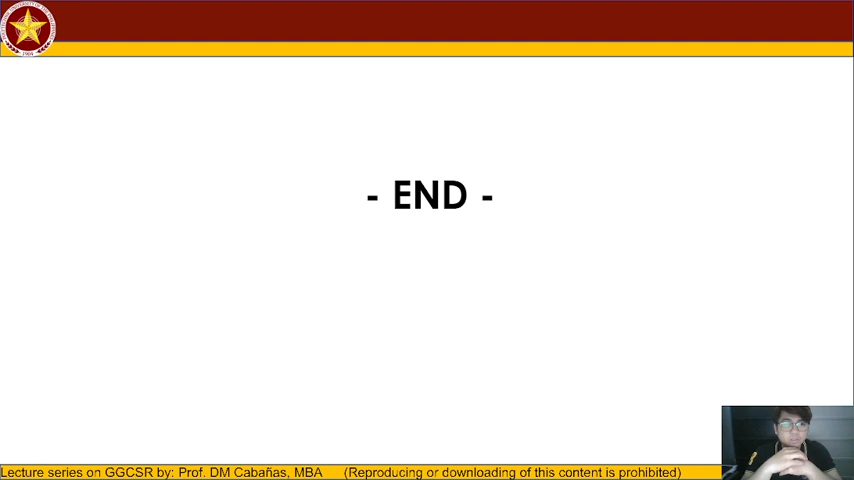 - END -
Lecture series on GGCSR by: Prof. DM Cabañas, MBA (Reproducing or downloading of this content is prohibited)